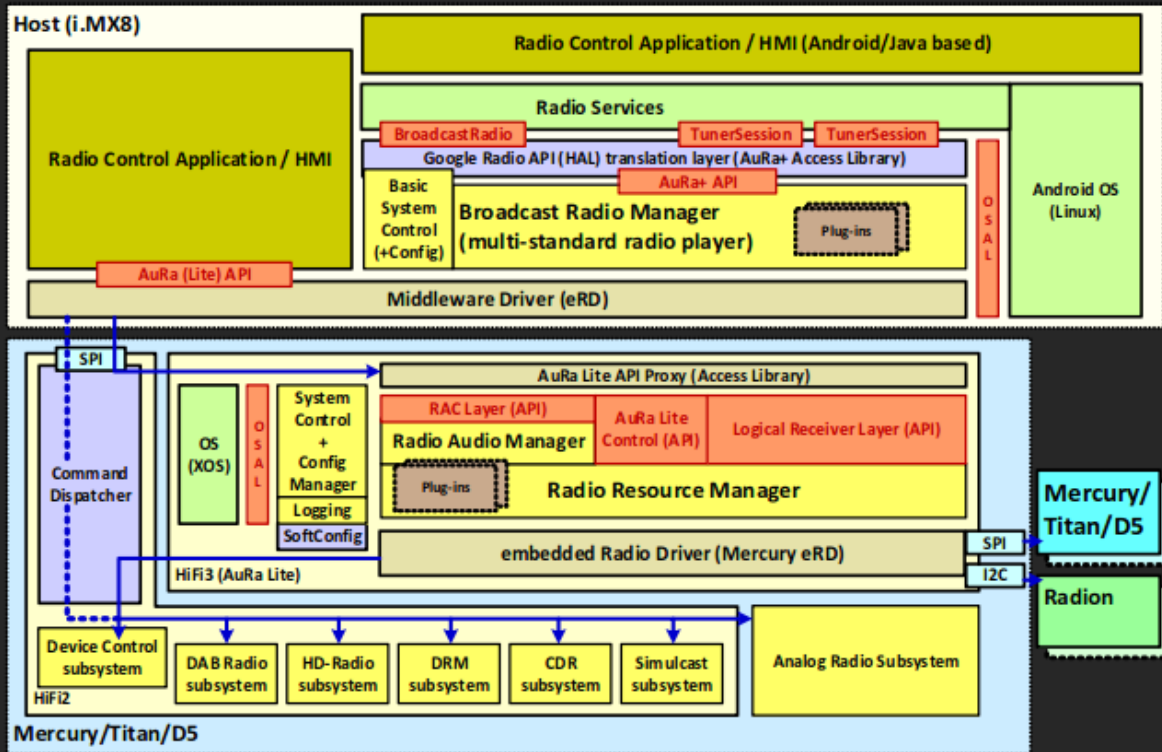 Host (i.MX8)
Radio Control Application / HMI (Android/Java based)
Radio Control Application / HMI
Radio Services
BroadcastRadio
TunerSession
TunerSession
Google Radio API (HAL) translation layer (AuRa+ Access Library)
AuRa+ API
Basic
System
Control
(+Config)
Broadcast Radio Manager
(multi-standard radio player)
Plug-ins
O
S
A
L
Android OS
(Linux)
AuRa (Lite) API
Middleware Driver (eRD)
SPI
Command
Dispatcher
AuRa Lite API Proxy (Access Library)
OS
(XOS)
O
S
A
L
System
Control
+
Config
Manager
Logging
SoftConfig
RAC Layer (API)
Radio Audio Manager
AuRa Lite
Control (API)
Logical Receiver Layer (API)
Plug-ins
Radio Resource Manager
embedded Radio Driver (Mercury eRD)
HiFi3 (AuRa Lite)
SPI
I2C
Mercury/
Titan/D5
Radion
Device Control
subsystem
DAB Radio
subsystem
HD-Radio
subsystem
DRM
subsystem
CDR
subsystem
Simulcast
subsystem
Analog Radio Subsystem
HiFi2
Mercury/Titan/D5